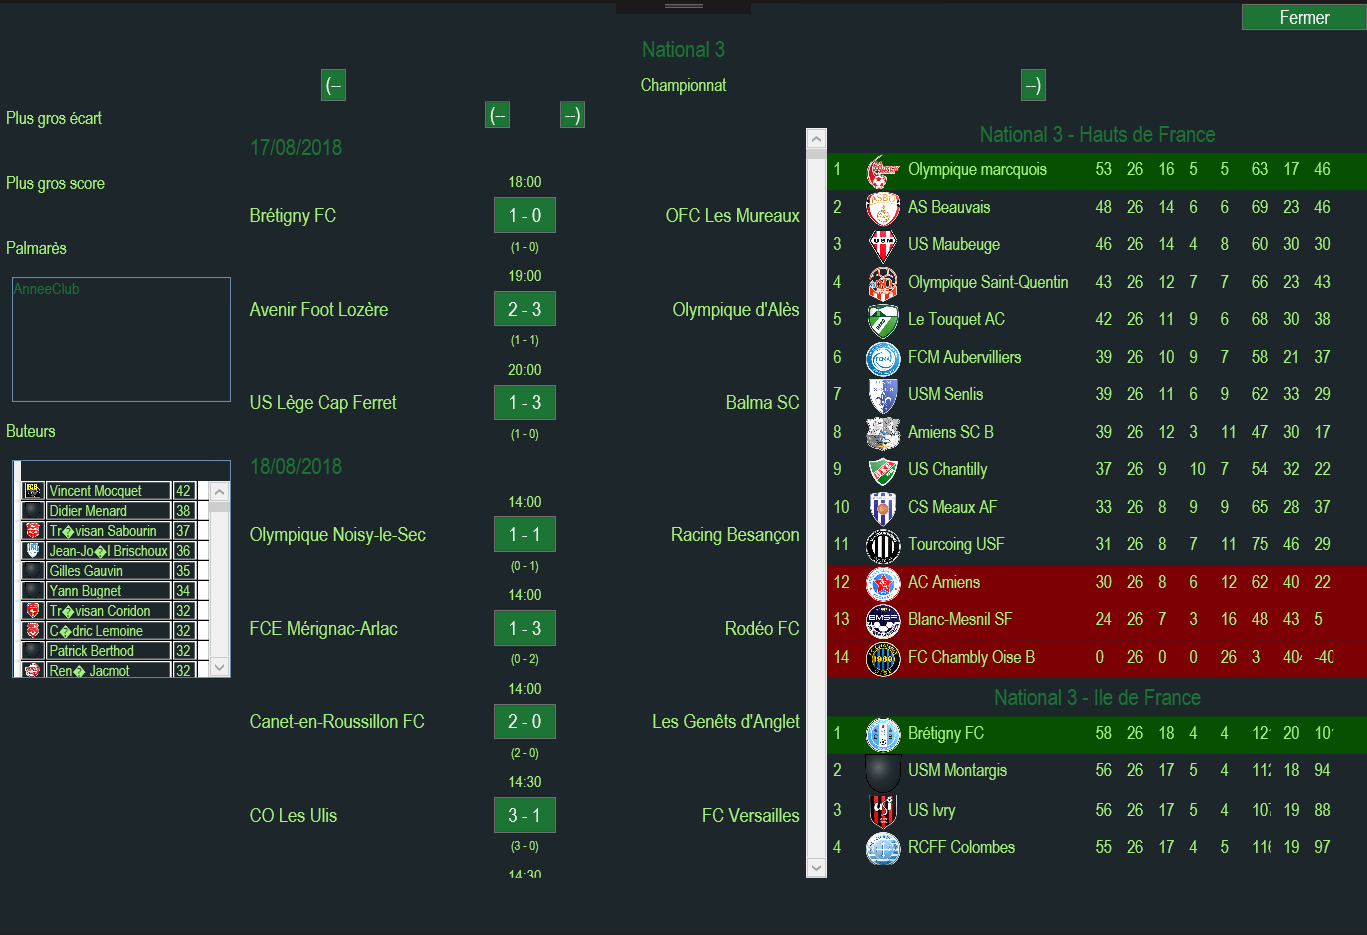 Fermer
National 3
(--
Championnat
--)
(--
--)
Plus gros écart
Plus gros score
Palmarès
AnneeClub
Buteurs
Vincent Mocquet 42
Didier Menard 38
Tr�visan Sabourin 37
Jean-Jo�l Brischoux 36
Gilles Gauvin 35
Yann Bugnet 34
Tr�visan Coridon 32
C�dric Lemoine 32
Patrick Berthod 32
Ren� Jacmot 32
17/08/2018
18:00
Brétigny FC 1 - 0 OFC Les Mureaux
(1 - 0)
19:00
Avenir Foot Lozère 2 - 3 Olympique d'Alès
(1 - 1)
20:00
US Lège Cap Ferret 1 - 3 Balma SC
(1 - 0)
18/08/2018
14:00
Olympique Noisy-le-Sec 1 - 1 Racing Besançon
(0 - 1)
14:00
FCE Mérignac-Arlac 1 - 3 Rodéo FC
(0 - 2)
14:00
Canet-en-Roussillon FC 2 - 0 Les Genêts d'Anglet
(2 - 0)
14:30
CO Les Ulis 3 - 1 FC Versailles
(3 - 0)
14:30
National 3 - Hauts de France
1 Olympique marcquois 53 26 16 5 5 63 17 46
2 AS Beauvais 48 26 14 6 6 69 23 46
3 US Maubeuge 46 26 14 4 8 60 30 30
4 Olympique Saint-Quentin 43 26 12 7 7 66 23 43
5 Le Touquet AC 42 26 11 9 6 68 30 38
6 FCM Aubervilliers 39 26 10 9 7 58 21 37
7 USM Senlis 39 26 11 6 9 62 33 29
8 Amiens SC B 39 26 12 3 11 47 30 17
9 US Chantilly 37 26 9 10 7 54 32 22
10 CS Meaux AF 33 26 8 9 9 65 28 37
11 Tourcoing USF 31 26 8 7 11 75 46 29
12 AC Amiens 30 26 8 6 12 62 40 22
13 Blanc-Mesnil SF 24 26 7 3 16 48 43 5
14 FC Chambly Oise B 0 26 0 0 26 3 404 -40
National 3 - Ile de France
1 Brétigny FC 58 26 18 4 4 121 20 101
2 USM Montargis 56 26 17 5 4 112 18 94
3 US Ivry 56 26 17 5 4 107 19 88
4 RCFF Colombes 55 26 17 4 5 116 19 97